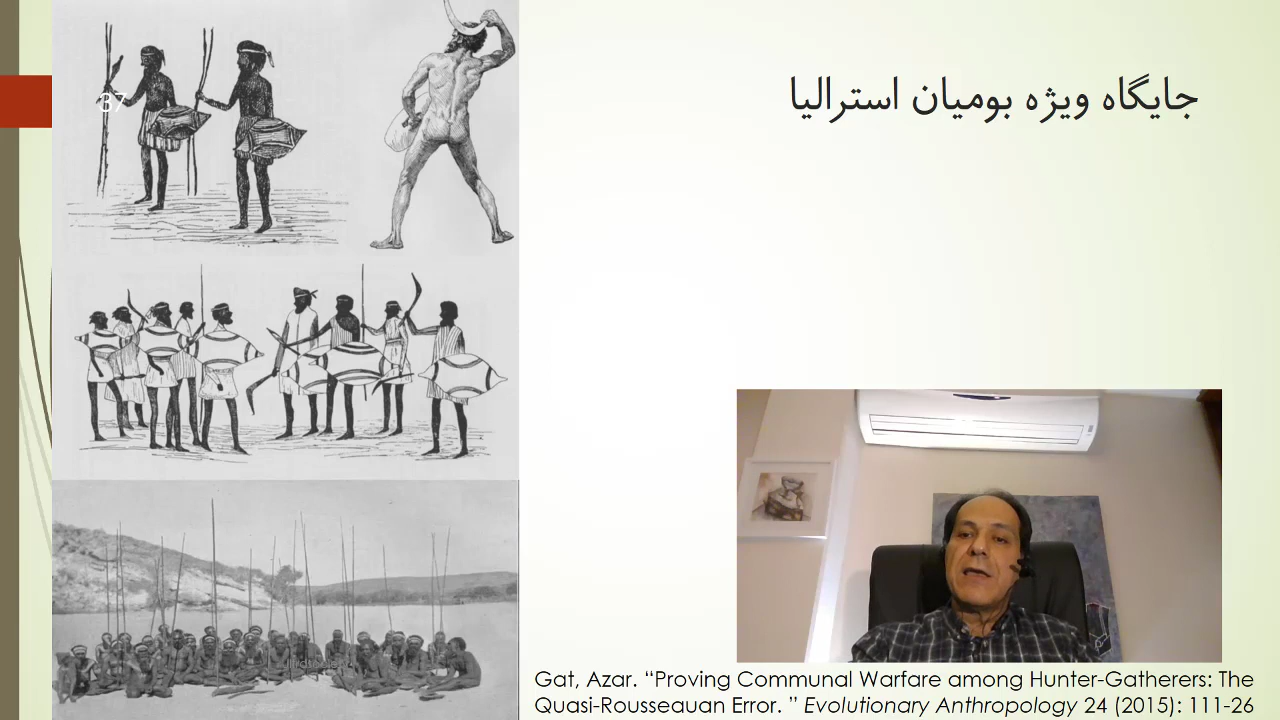 37
جایگاه ویژه بومیان استرالیا
Gat, Azar. “Proving Communal Warfare among Hunter-Gatherers: The
Quasi-Rousseauan Error. ” Evolutionary Anthropology 24 (2015): 111-26